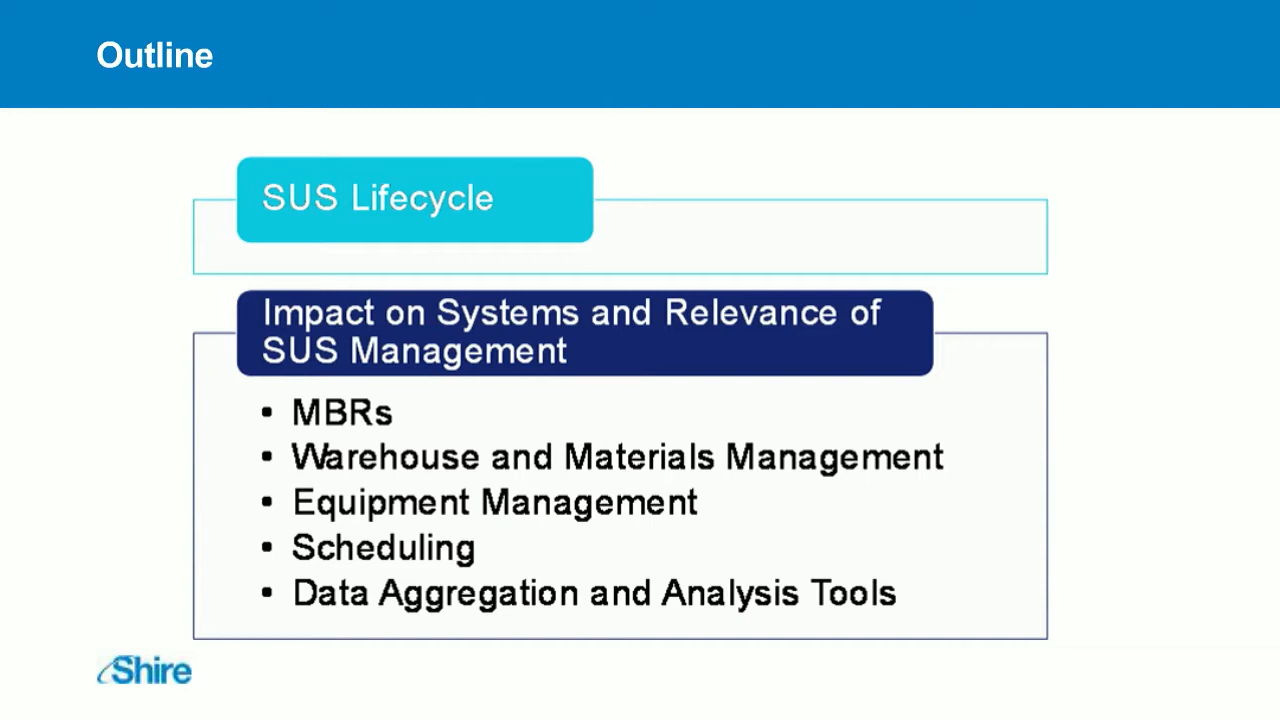 Outline
SUS Lifecycle
Impact on Systems and Relevance of
SUS Management
• MBRs
• Warehouse and Materials Management
• Equipment Management
• Scheduling
• Data Aggregation and Analysis Tools
Shire